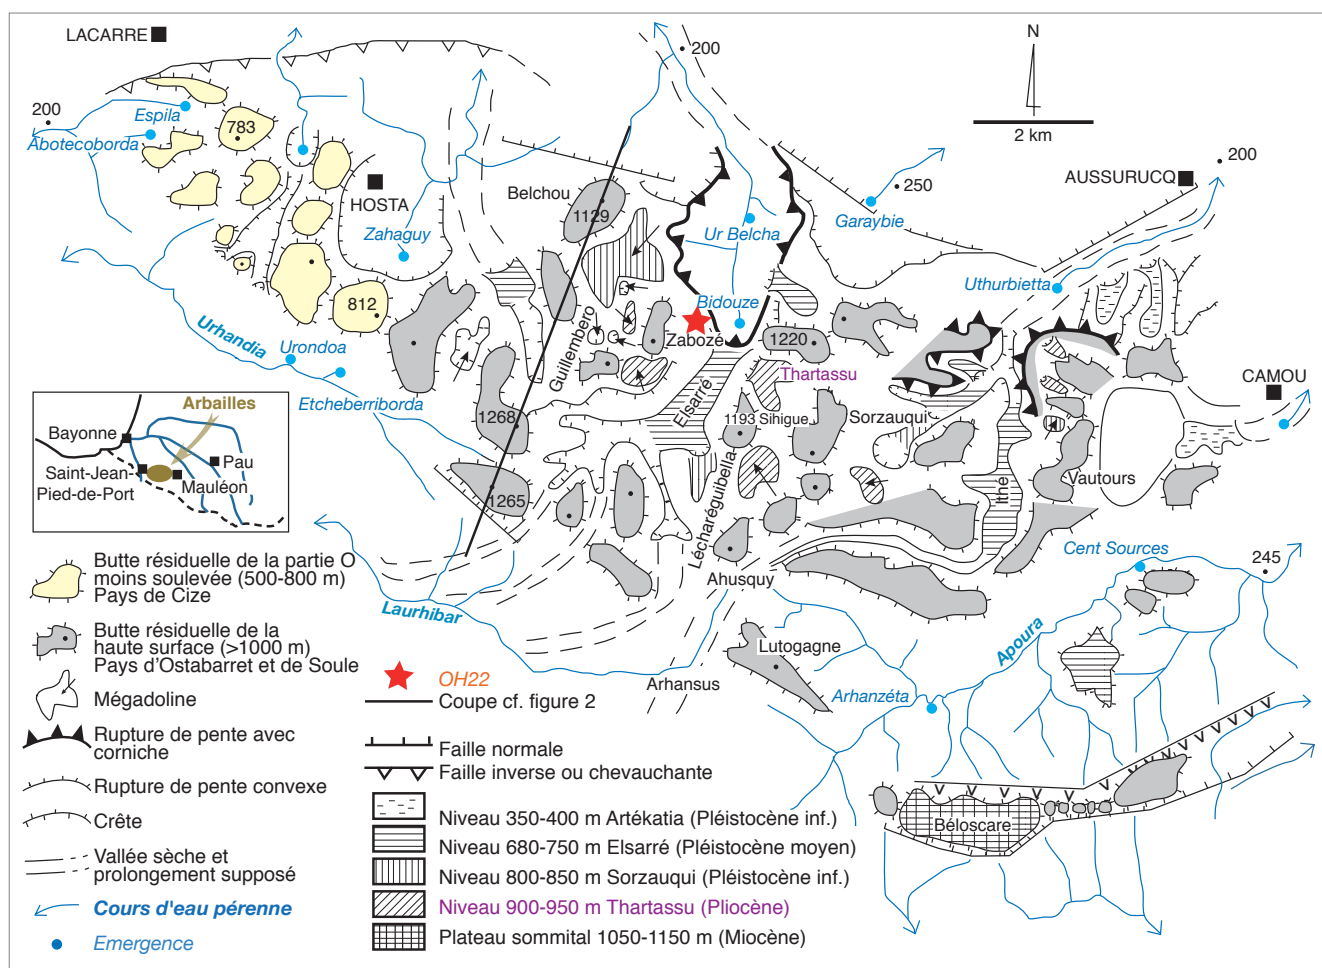 LACARRE
200
N
2 km
200
Espila
783
Abotecoborda
200
AUSSURUCQ
250
HOSTA
Belchou
1129
Garaybie
Zahaguy
Ur Belcha
Uthurbietta
812
Bidouze
Urhandia
Urondoa
Guillembero
Zabozé
1220
Etcheberriborda
Thartassu
CAMOU
Elsarré
Arbailles
Bayonne
1268
1193 Sihigue
Sorzauqui
Pau
Saint-Jean-
Pied-de-Port
Mauléon
1265
Lécharéguibella
Ithe
Vautours
Cent Sources
245
Ahusquy
Laurhibar
Apoura
Lutogagne
Arhansus
Arhanzéta
Béloscare
Butte résiduelle de la partie O
moins soulevée (500-800 m)
Pays de Cize
Butte résiduelle de la
haute surface (>1000 m)
Pays d'Ostabarret et de Soule
Mégadoline
Rupture de pente avec
corniche
Rupture de pente convexe
Crête
Vallée sèche et
prolongement supposé
Cours d'eau pérenne
Emergence
OH22
Coupe cf. figure 2
Faille normale
Faille inverse ou chevauchante
Niveau 350-400 m Artékatia (Pléistocène inf.)
Niveau 680-750 m Elsarré (Pléistocène moyen)
Niveau 800-850 m Sorzauqui (Pléistocène inf.)
Niveau 900-950 m Thartassu (Pliocène)
Plateau sommital 1050-1150 m (Miocène)